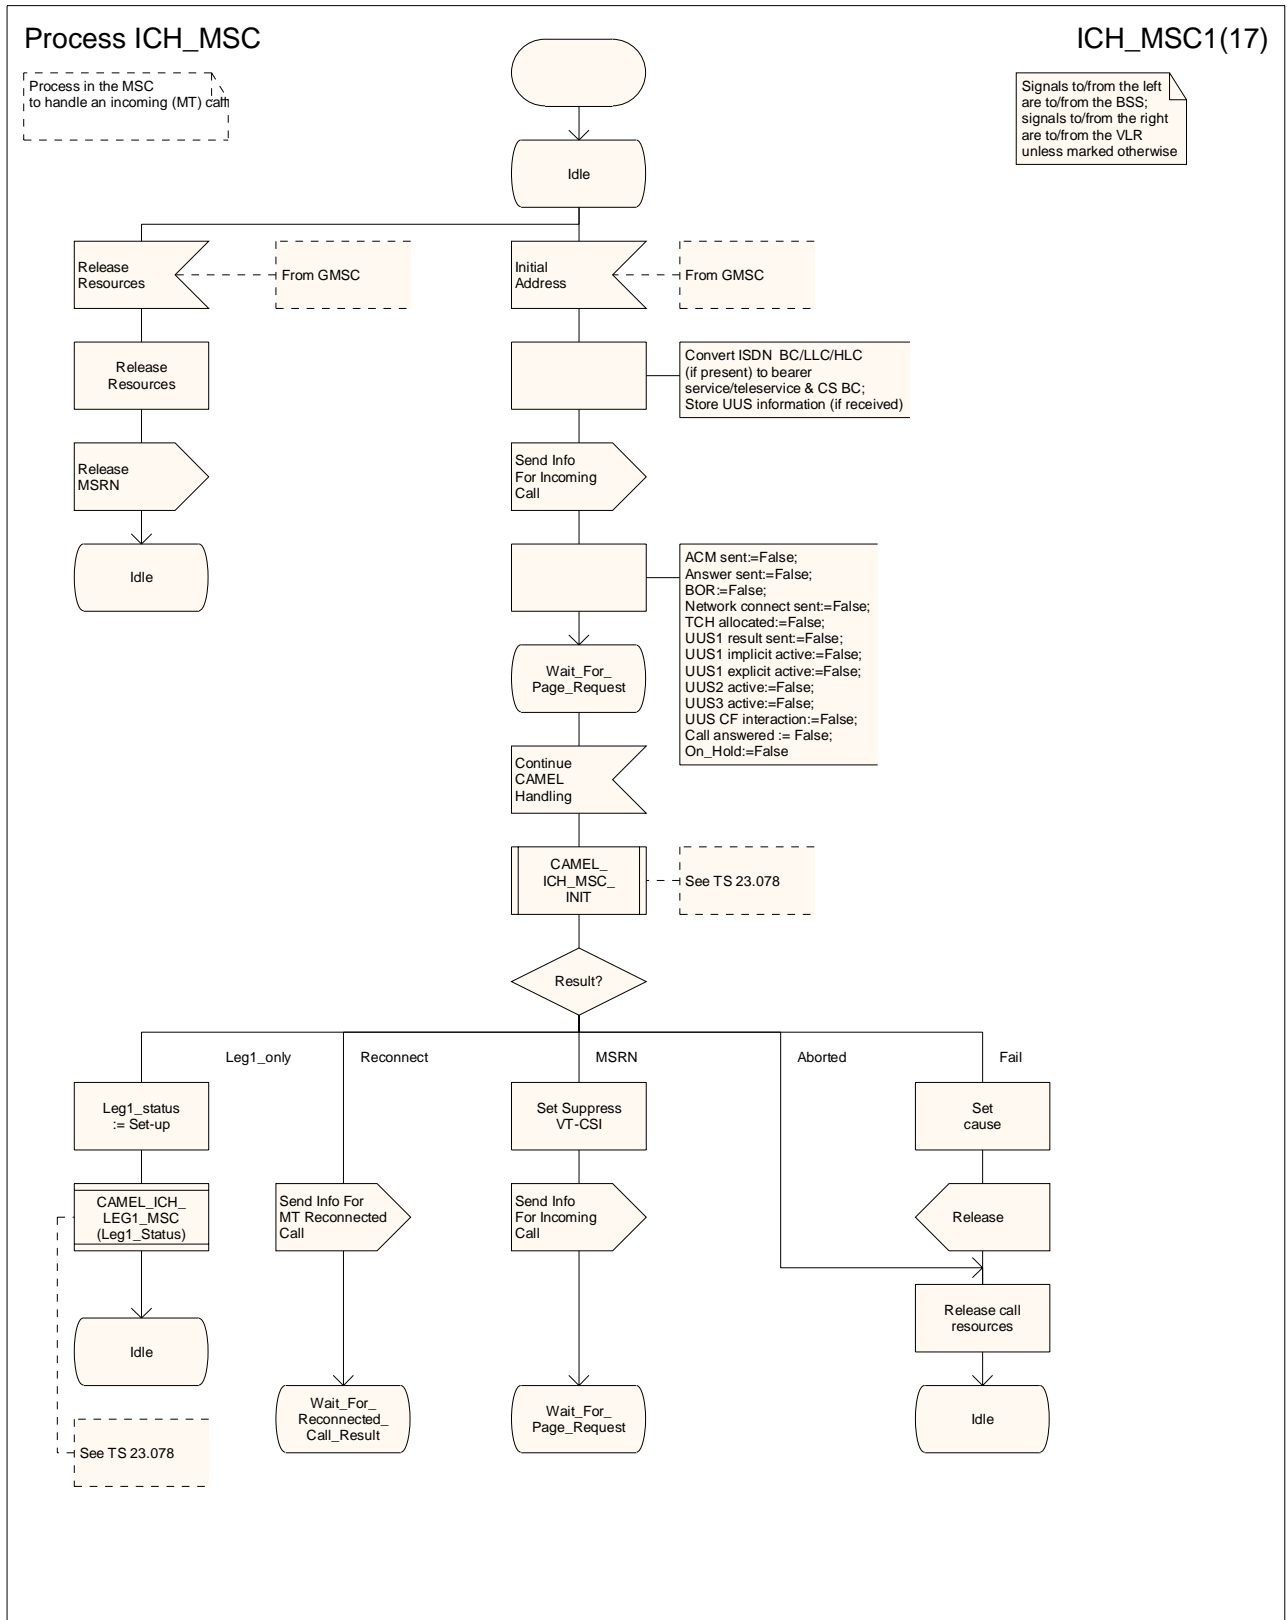 Process ICH_MSC
ICH_MSC1(17)
Process in the MSC
to handle an incoming (MT) call
Signals to/from the left
are to/from the BSS;
signals to/from the right
are to/from the VLR
unless marked otherwise
Idle
Release
Resources
From GMSC
Initial
Address
From GMSC
Release
Resources
Convert ISDN BC/LLC/HLC
(if present) to bearer
service/teleservice & CS BC;
Store UUS information (if received)
Release
MSRN
Send Info
For Incoming
Call
Idle
ACM sent:=False;
Answer sent:=False;
BOR:=False;
Network connect sent:=False;
TCH allocated:=False;
UUS1 result sent:=False;
UUS1 implicit active:=False;
UUS1 explicit active:=False;
UUS2 active:=False;
UUS3 active:=False;
UUS CF interaction:=False;
Call answered := False;
On_Hold:=False
Wait_For_
Page_Request
Continue
CAMEL
Handling
CAMEL_
ICH_MSC_
INIT
See TS 23.078
Result?
Leg1_only
Reconnect
MSRN
Aborted
Fail
Leg1_status
:= Set-up
Set Suppress
VT-CSI
Set
cause
CAMEL_ICH_
LEG1_MSC
(Leg1_Status)
Send Info For
MT Reconnected
Call
Send Info
For Incoming
Call
Release
Release call
resources
Idle
Wait_For_
Reconnected_
Call_Result
Wait_For_
Page_Request
Idle
See TS 23.078